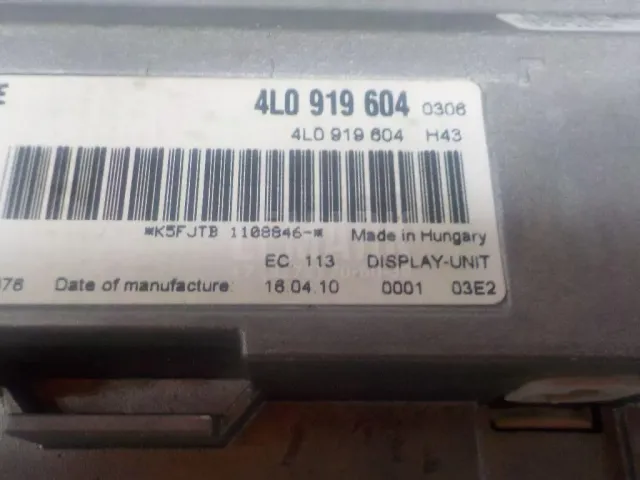 E
4L0 919 604 0306
4L0 919 604 H43
*K5FJTB 1108846-*
Made in Hungary
EC 113 DISPLAY-UNIT
078 Date of manufacture: 16.04.10 0001 03E2